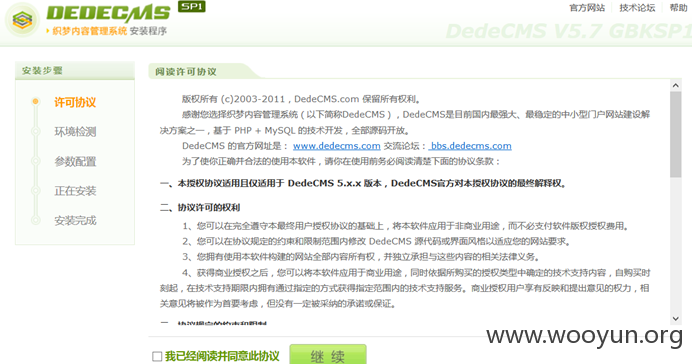 DEDECMS SP1
织梦内容管理系统 安装程序
官方网站 | 技术论坛 | 帮助
DedeCMS V5.7 GBKSP1
安装步骤
许可协议
环境检测
参数配置
正在安装
安装完成
阅读许可协议
版权所有 (c)2003-2011，DedeCMS.com 保留所有权利。
感谢您选择织梦内容管理系统（以下简称DedeCMS），DedeCMS是目前国内最强大、最稳定的中小型门户网站建设解
决方案之一，基于 PHP + MySQL 的技术开发，全部源码开放。
DedeCMS 的官方网址是： www.dedecms.com 交流论坛： bbs.dedecms.com
为了使你正确并合法的使用本软件，请你在使用前务必阅读清楚下面的协议条款：
一、本授权协议适用且仅适用于 DedeCMS 5.x.x 版本，DedeCMS官方对本授权协议的最终解释权。
二、协议许可的权利
1、您可以在完全遵守本最终用户授权协议的基础上，将本软件应用于非商业用途，而不必支付软件版权授权费用。
2、您可以在协议规定的约束和限制范围内修改 DedeCMS 源代码或界面风格以适应您的网站要求。
3、您拥有使用本软件构建的网站全部内容所有权，并独立承担与这些内容的相关法律义务。
4、获得商业授权之后，您可以将本软件应用于商业用途，同时依据所购买的授权类型中确定的技术支持内容，自购买时
刻起，在技术支持期限内拥有通过指定的方式获得指定范围内的技术支持服务。商业授权用户享有反映和提出意见的权力，相
关意见将被作为首要考虑，但没有一定被采纳的承诺或保证。
二、协议规定的约束和限制
www.wooyun.org
我已经阅读并同意此协议
继续